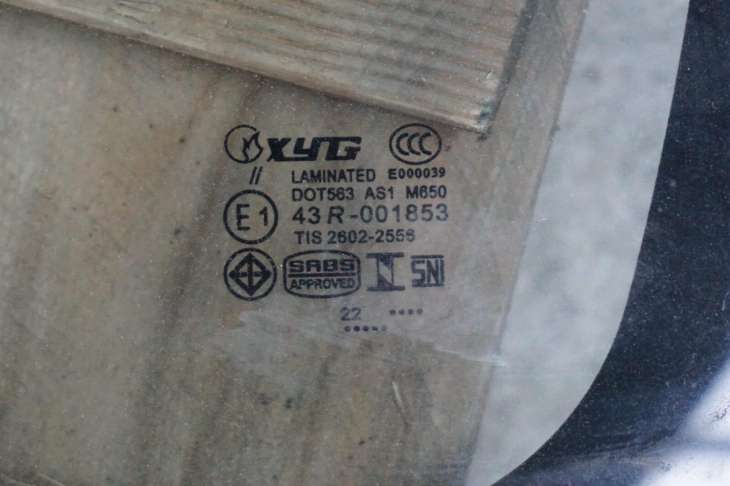 XYG CCC
// LAMINATED E000039
DOT563 AS1 M650
E1 43R-001853
TIS 2602-2556
SABS APPROVED N SNI
22 ••••
•••••